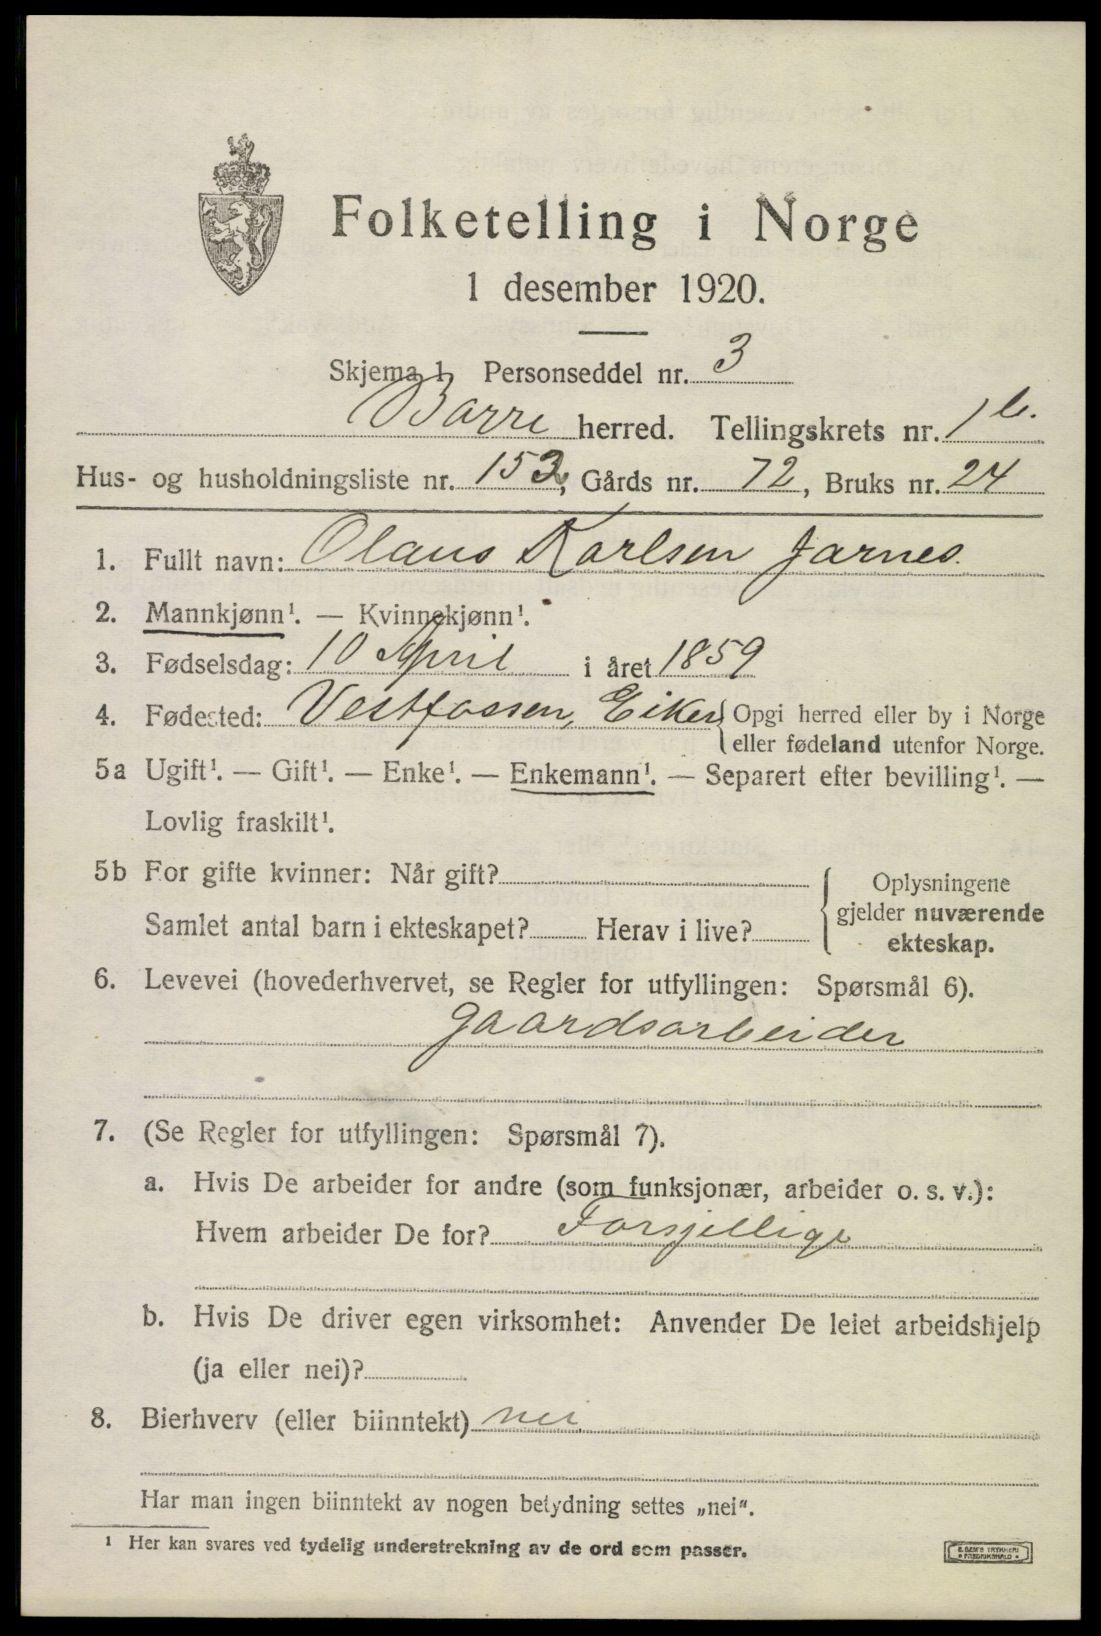 Folketelling i Norge
1 desember 1920.
Skjema 1 Personseddel nr. 3
Borre herred. Tellingskrets nr. 1 b.
Hus- og husholdningsliste nr. 153, Gårds nr. 72, Bruks nr. 24
1. Fullt navn: Olaus Karlsen Jarnes.
2. Mannkjønn¹. — Kvinnekjønn¹.
3. Fødselsdag: 10 April i året 1859
4. Fødested: Vestfossen, Eiker { Opgi herred eller by i Norge
eller fødeland utenfor Norge.
5a Ugift¹. — Gift¹. — Enke¹. — Enkemann¹. — Separert efter bevilling¹. —
Lovlig fraskilt¹.
5b For gifte kvinner: Når gift?
Samlet antal barn i ekteskapet? Herav i live?
{ Oplysningene
gjelder nuværende
ekteskap.
6. Levevei (hovederhvervet, se Regler for utfyllingen: Spørsmål 6).
gaardsarbeider
7. (Se Regler for utfyllingen: Spørsmål 7).
a. Hvis De arbeider for andre (som funksjonær, arbeider o. s. v.):
Hvem arbeider De for? Forsjellige
b. Hvis De driver egen virksomhet: Anvender De leiet arbeidshjelp
(ja eller nei)?
8. Bierhverv (eller biinntekt) nei
Har man ingen biinntekt av nogen betydning settes „nei".
¹ Her kan svares ved tydelig understrekning av de ord som passer.